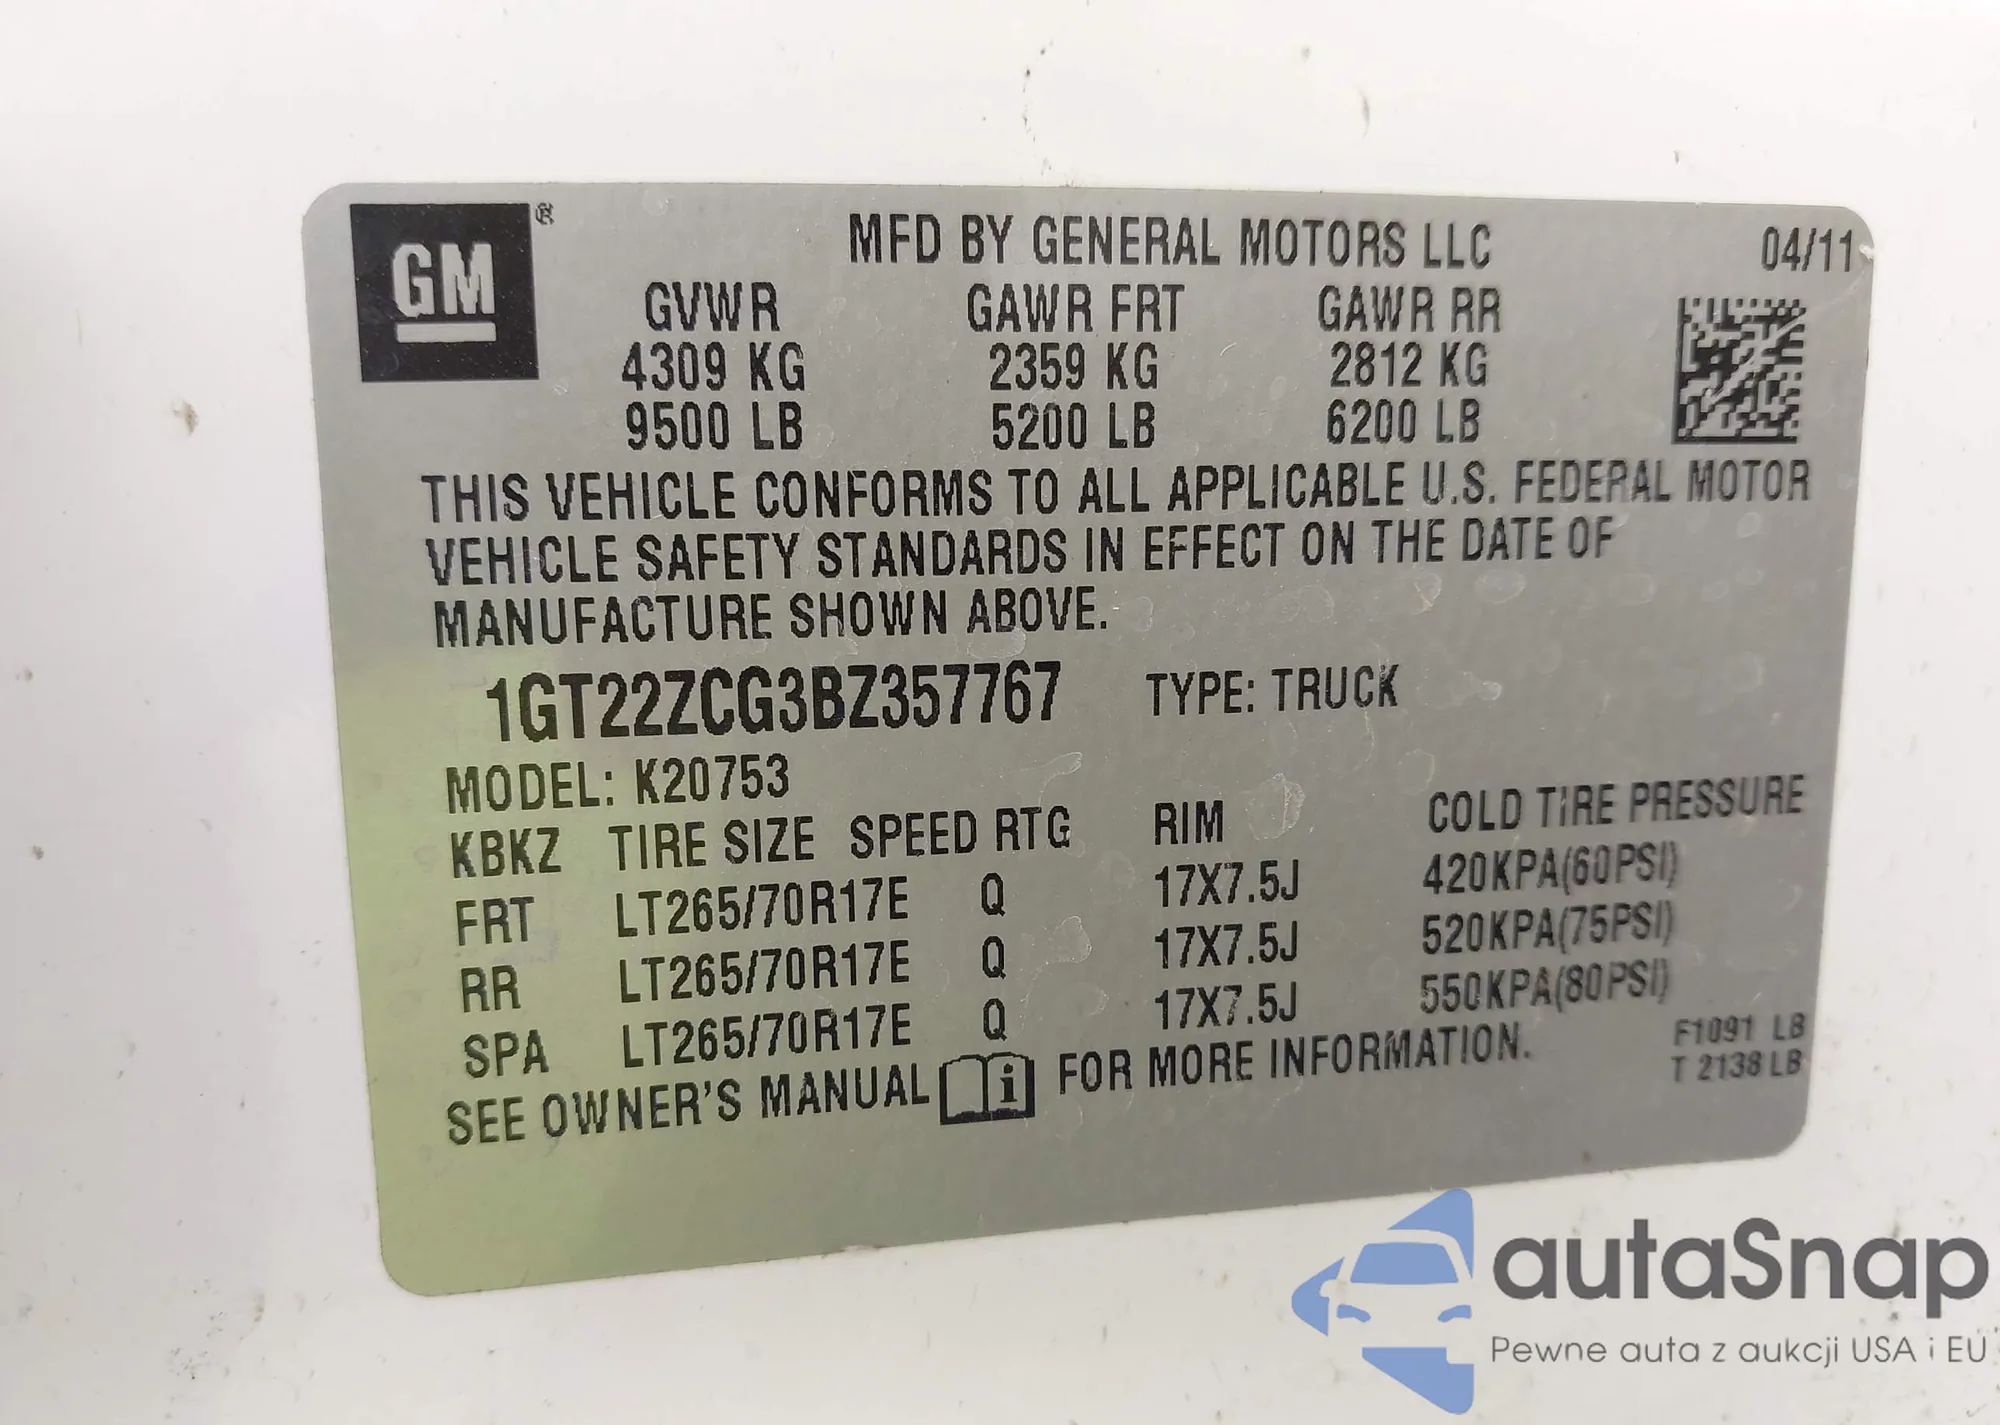 GM ®
MFD BY GENERAL MOTORS LLC 04/11
GVWR GAWR FRT GAWR RR
4309 KG 2359 KG 2812 KG
9500 LB 5200 LB 6200 LB
THIS VEHICLE CONFORMS TO ALL APPLICABLE U.S. FEDERAL MOTOR
VEHICLE SAFETY STANDARDS IN EFFECT ON THE DATE OF
MANUFACTURE SHOWN ABOVE.
1GT22ZCG3BZ357767 TYPE: TRUCK
MODEL: K20753
KBKZ TIRE SIZE SPEED RTG RIM COLD TIRE PRESSURE
FRT LT265/70R17E Q 17X7.5J 420KPA(60PSI)
RR LT265/70R17E Q 17X7.5J 520KPA(75PSI)
SPA LT265/70R17E Q 17X7.5J 550KPA(80PSI)
SEE OWNER'S MANUAL i FOR MORE INFORMATION.
F1091 LB
T 2138 LB
autaSnap
Pewne auta z aukcji USA i EU